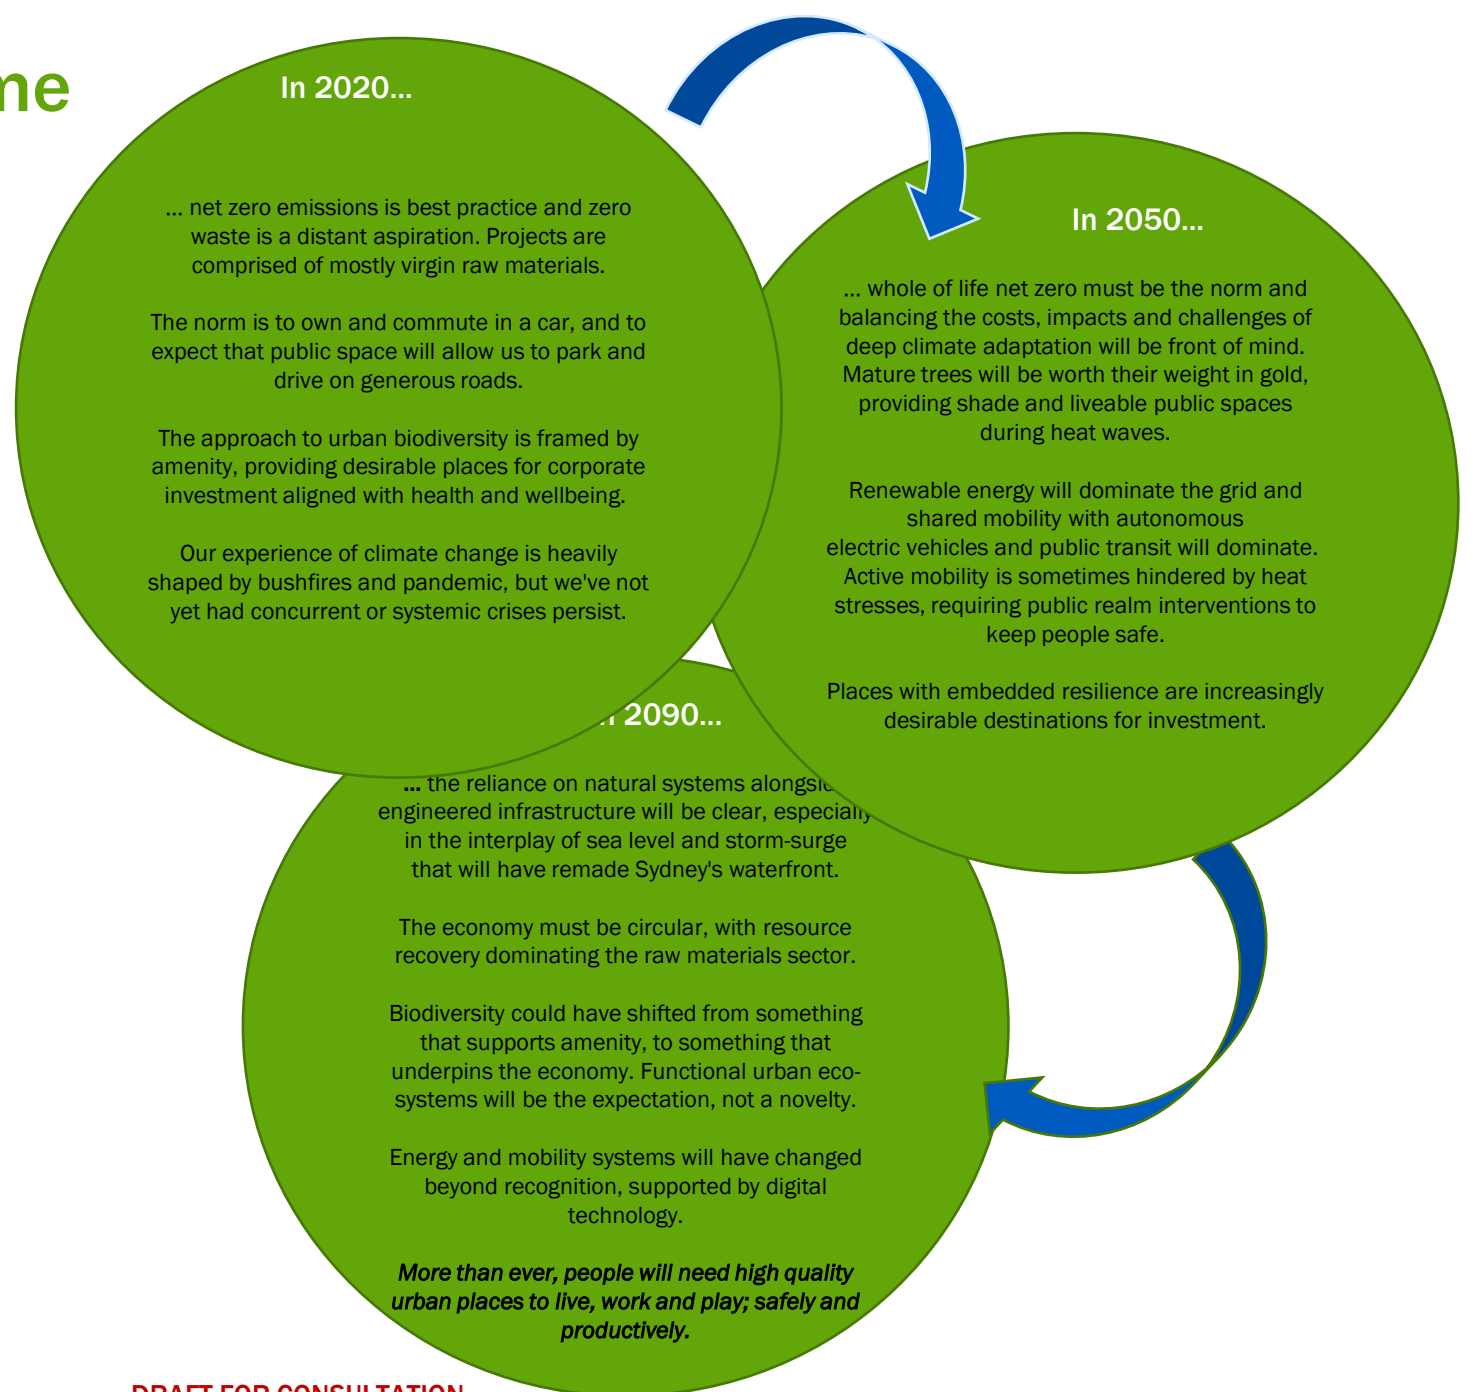 In 2020...
... net zero emissions is best practice and zero
waste is a distant aspiration. Projects are
comprised of mostly virgin raw materials.
The norm is to own and commute in a car, and to
expect that public space will allow us to park and
drive on generous roads.
The approach to urban biodiversity is framed by
amenity, providing desirable places for corporate
investment aligned with health and wellbeing.
Our experience of climate change is heavily
shaped by bushfires and pandemic, but we've not
yet had concurrent or systemic crises persist.
In 2050...
... whole of life net zero must be the norm and
balancing the costs, impacts and challenges of
deep climate adaptation will be front of mind.
Mature trees will be worth their weight in gold,
providing shade and liveable public spaces
during heat waves.
Renewable energy will dominate the grid and
shared mobility with autonomous
electric vehicles and public transit will dominate.
Active mobility is sometimes hindered by heat
stresses, requiring public realm interventions to
keep people safe.
Places with embedded resilience are increasingly
desirable destinations for investment.
2090...
... the reliance on natural systems
engineered infrastructure will be clear, especially
in the interplay of sea level and storm-surge
that will have remade Sydney's waterfront.
The economy must be circular, with resource
recovery dominating the raw materials sector.
Biodiversity could have shifted from something
that supports amenity, to something that
underpins the economy. Functional urban eco-
systems will be the expectation, not a novelty.
Energy and mobility systems will have changed
beyond recognition, supported by digital
technology.
More than ever, people will need high quality
urban places to live, work and play; safely and
productively.
DRAFT FOR CONSULTATION